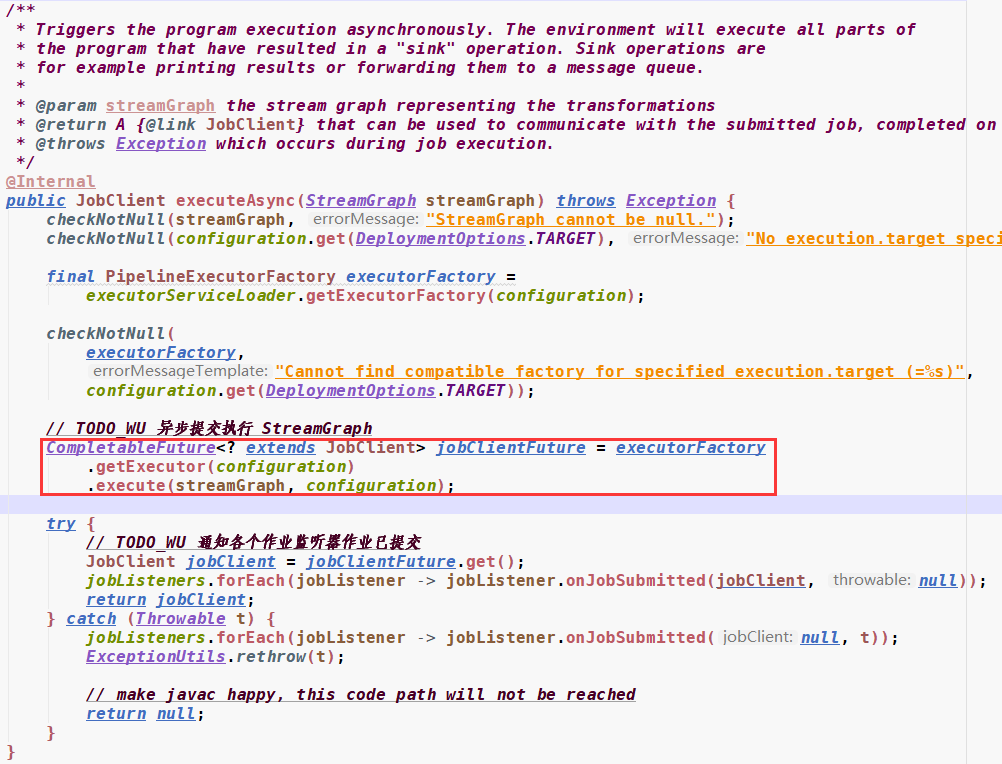 /**
 * Triggers the program execution asynchronously. The environment will execute all parts of
 * the program that have resulted in a "sink" operation. Sink operations are
 * for example printing results or forwarding them to a message queue.
 *
 * @param streamGraph the stream graph representing the transformations
 * @return A {@link JobClient} that can be used to communicate with the submitted job, completed on
 * @throws Exception which occurs during job execution.
 */
@Internal
public JobClient executeAsync(StreamGraph streamGraph) throws Exception {
    checkNotNull(streamGraph, errorMessage: "StreamGraph cannot be null.");
    checkNotNull(configuration.get(DeploymentOptions.TARGET), errorMessage: "No execution.target speci
    final PipelineExecutorFactory executorFactory =
        executorServiceLoader.getExecutorFactory(configuration);
    checkNotNull(
        executorFactory,
        errorMessageTemplate: "Cannot find compatible factory for specified execution.target (=%s)",
        configuration.get(DeploymentOptions.TARGET));
    // TODO_WU 异步提交执行 StreamGraph
    CompletableFuture<? extends JobClient> jobClientFuture = executorFactory
        .getExecutor(configuration)
        .execute(streamGraph, configuration);
    try {
        // TODO_WU 通知各个作业监听器作业已提交
        JobClient jobClient = jobClientFuture.get();
        jobListeners.forEach(jobListener -> jobListener.onJobSubmitted(jobClient, throwable: null));
        return jobClient;
    } catch (Throwable t) {
        jobListeners.forEach(jobListener -> jobListener.onJobSubmitted( jobClient: null, t));
        ExceptionUtils.rethrow(t);
        // make javac happy, this code path will not be reached
        return null;
    }
}